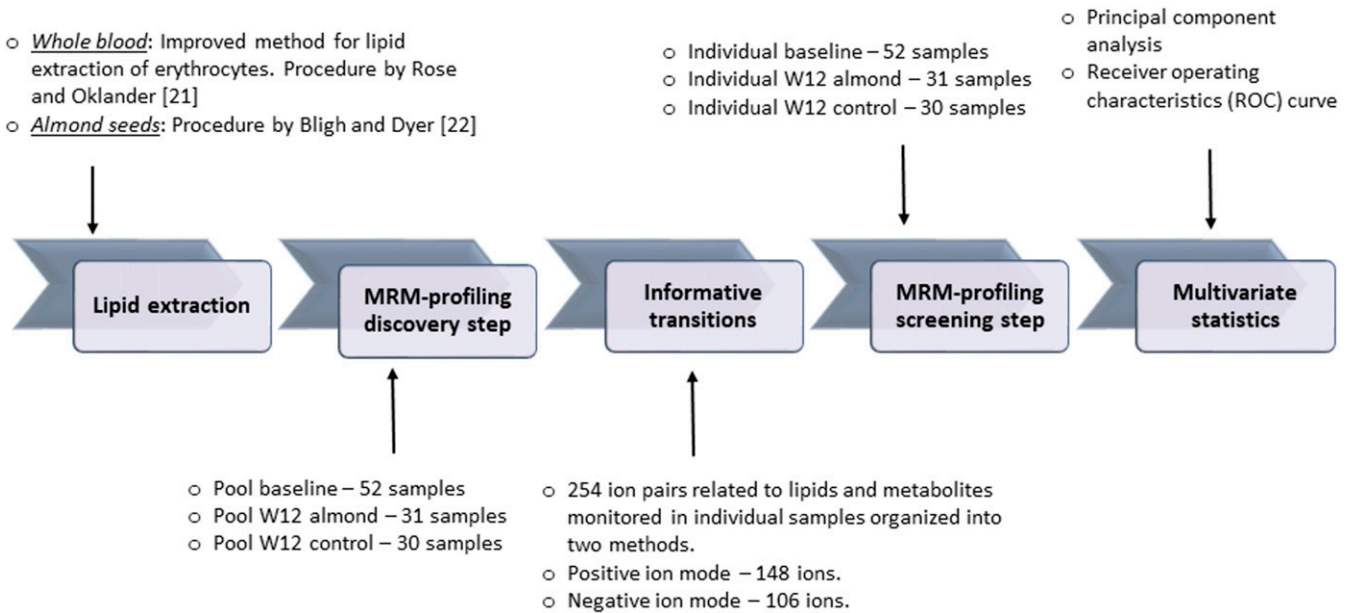 o Whole blood: Improved method for lipid
extraction of erythrocytes. Procedure by Rose
and Oklander [21]
o Almond seeds: Procedure by Bligh and Dyer [22]
o Individual baseline – 52 samples
o Individual W12 almond – 31 samples
o Individual W12 control – 30 samples
o Principal component
analysis
o Receiver operating
characteristics (ROC) curve
Lipid extraction
MRM-profiling
discovery step
Informative
transitions
MRM-profiling
screening step
Multivariate
statistics
o Pool baseline – 52 samples
o Pool W12 almond – 31 samples
o Pool W12 control – 30 samples
o 254 ion pairs related to lipids and metabolites
monitored in individual samples organized into
two methods.
o Positive ion mode – 148 ions.
o Negative ion mode – 106 ions.